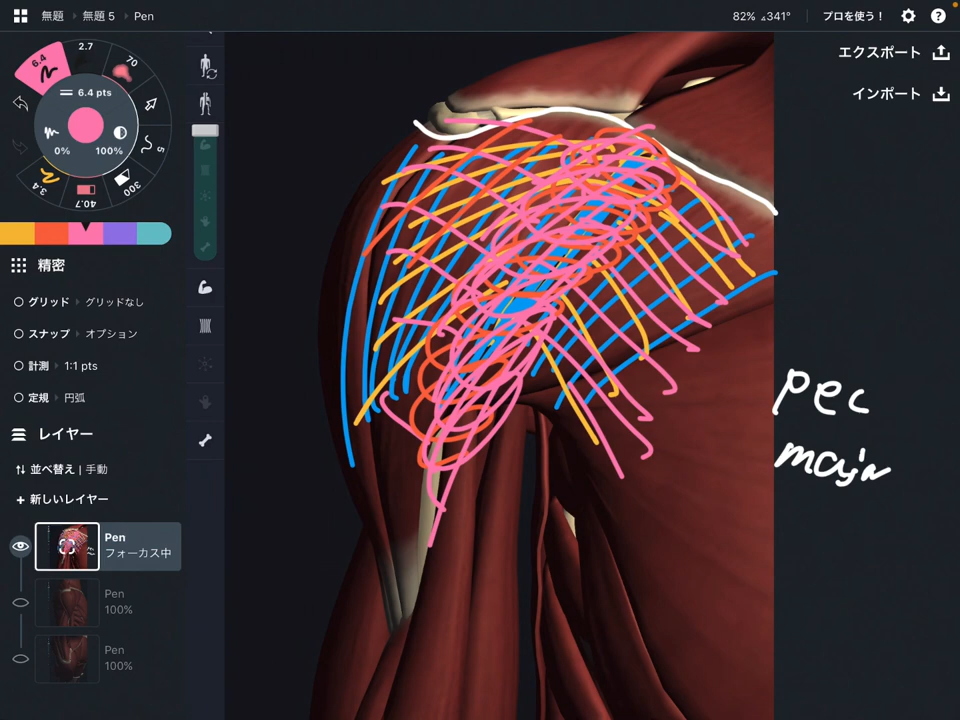 無題 無題 5 Pen
82% ⦟341° プロを使う！ ?
エクスポート
インポート
2.7
6.4
70
6.4 pts
0% 100%
5
300
40.7
3.4
精密
グリッド グリッドなし
スナップ オプション
計測 1:1 pts
定規 円弧
レイヤー
並べ替え | 手動
+ 新しいレイヤー
Pen
フォーカス中
Pen
100%
Pen
100%
pec
major